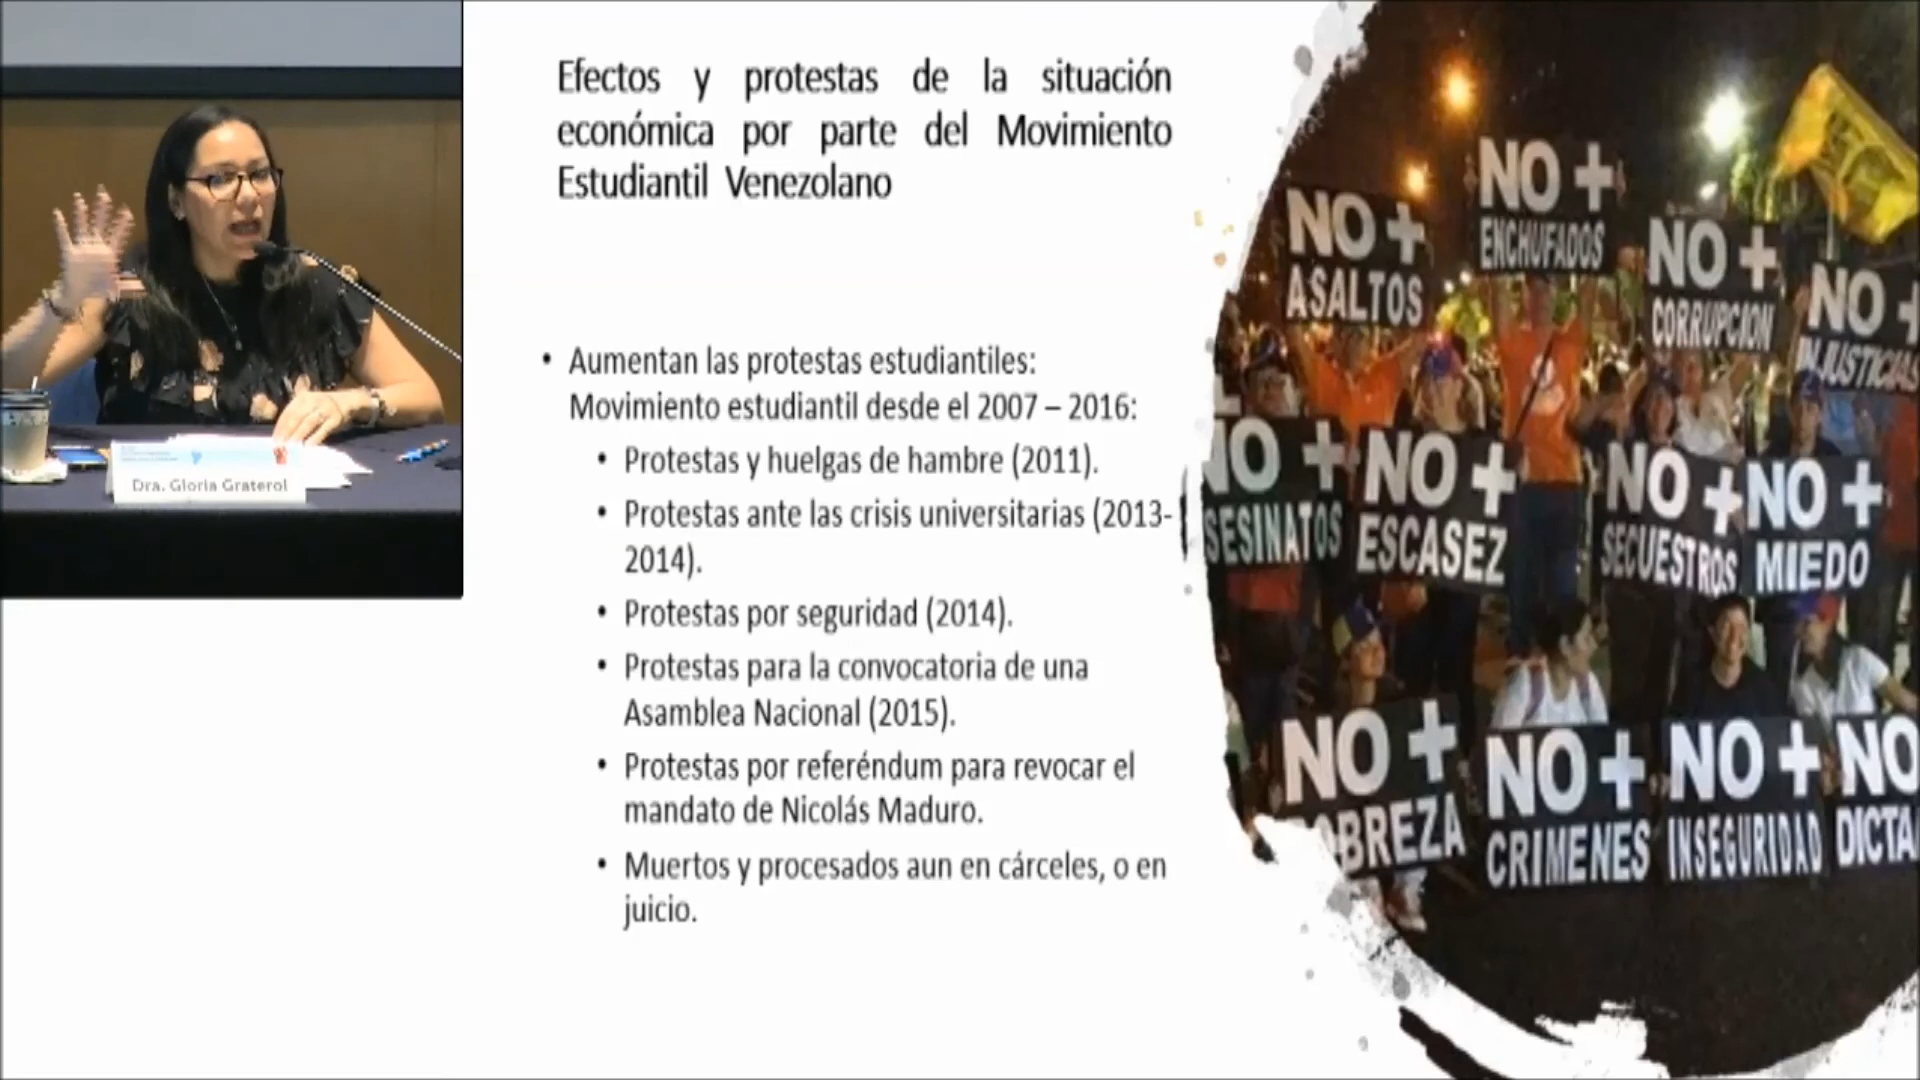 Efectos y protestas de la situación
económica por parte del Movimiento
Estudiantil Venezolano
• Aumentan las protestas estudiantiles:
Movimiento estudiantil desde el 2007 – 2016:
• Protestas y huelgas de hambre (2011).
• Protestas ante las crisis universitarias (2013-
2014).
• Protestas por seguridad (2014).
• Protestas para la convocatoria de una
Asamblea Nacional (2015).
• Protestas por referéndum para revocar el
mandato de Nicolás Maduro.
• Muertos y procesados aun en cárceles, o en
juicio.
Dra. Gloria Graterol
NO +
ASALTOS
NO +
ENCHUFADOS
NO +
CORRUPCION
NO +
INJUSTICIAS
NO +
SESINATOS
NO +
ESCASEZ
NO +
SECUESTROS
NO +
MIEDO
NO +
OBREZA
NO +
CRIMENES
NO +
INSEGURIDAD
NO
DICTA